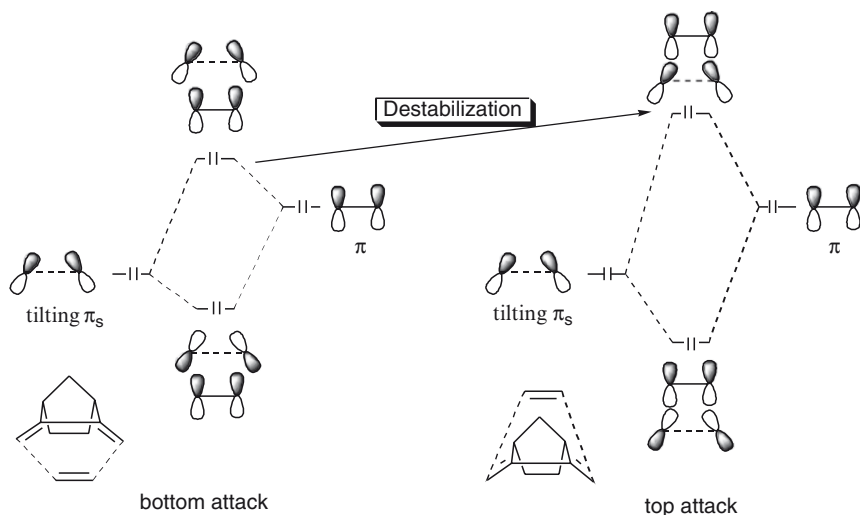 Destabilization
π
π
tilting πs
tilting πs
bottom attack
top attack